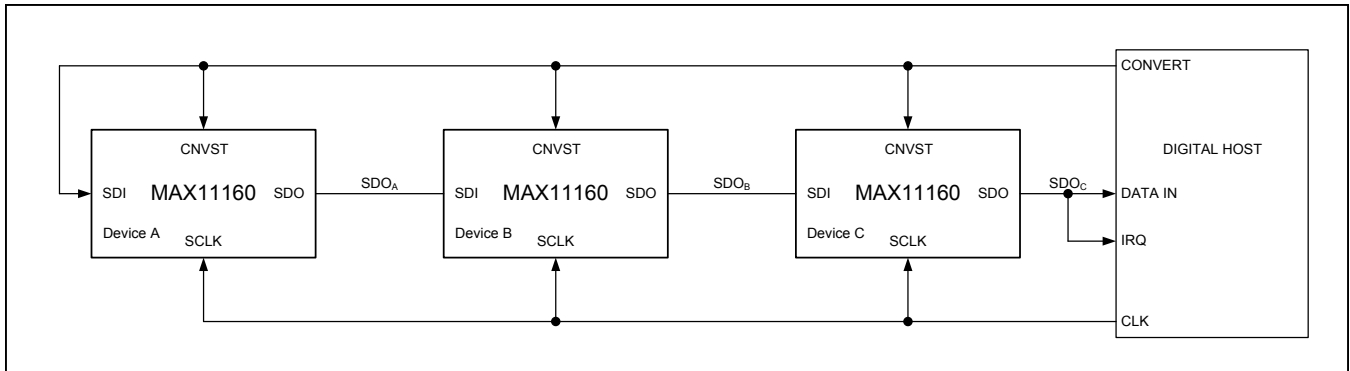 CONVERT
CNVST
CNVST
CNVST
DIGITAL HOST
SDI MAX11160 SDO
SDOA
SDI MAX11160 SDO
SDOB
SDI MAX11160 SDO
SDOC
DATA IN
Device A
SCLK
Device B
SCLK
Device C
SCLK
IRQ
CLK